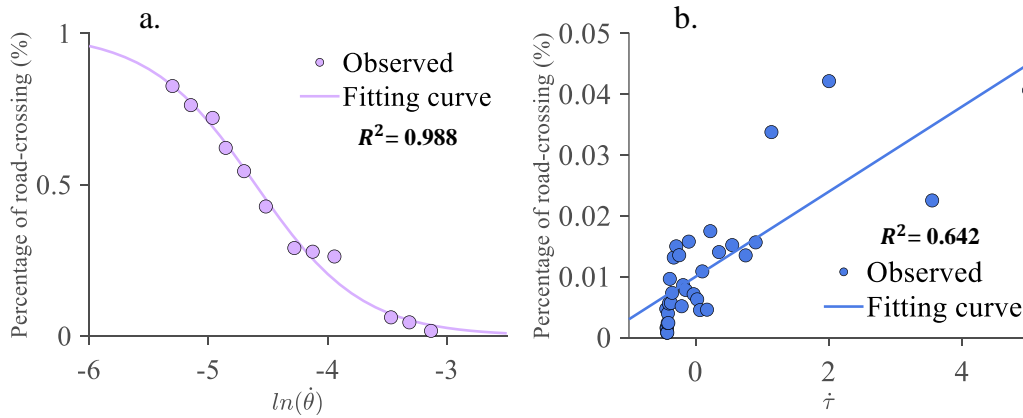 a.
Percentage of road-crossing (%)
1
0.5
0
-6
-5
-4
-3
ln(θ̇)
Observed
Fitting curve
R² = 0.988
b.
Percentage of road-crossing (%)
0.05
0.04
0.03
0.02
0.01
0
0
2
4
τ̇
R² = 0.642
Observed
Fitting curve